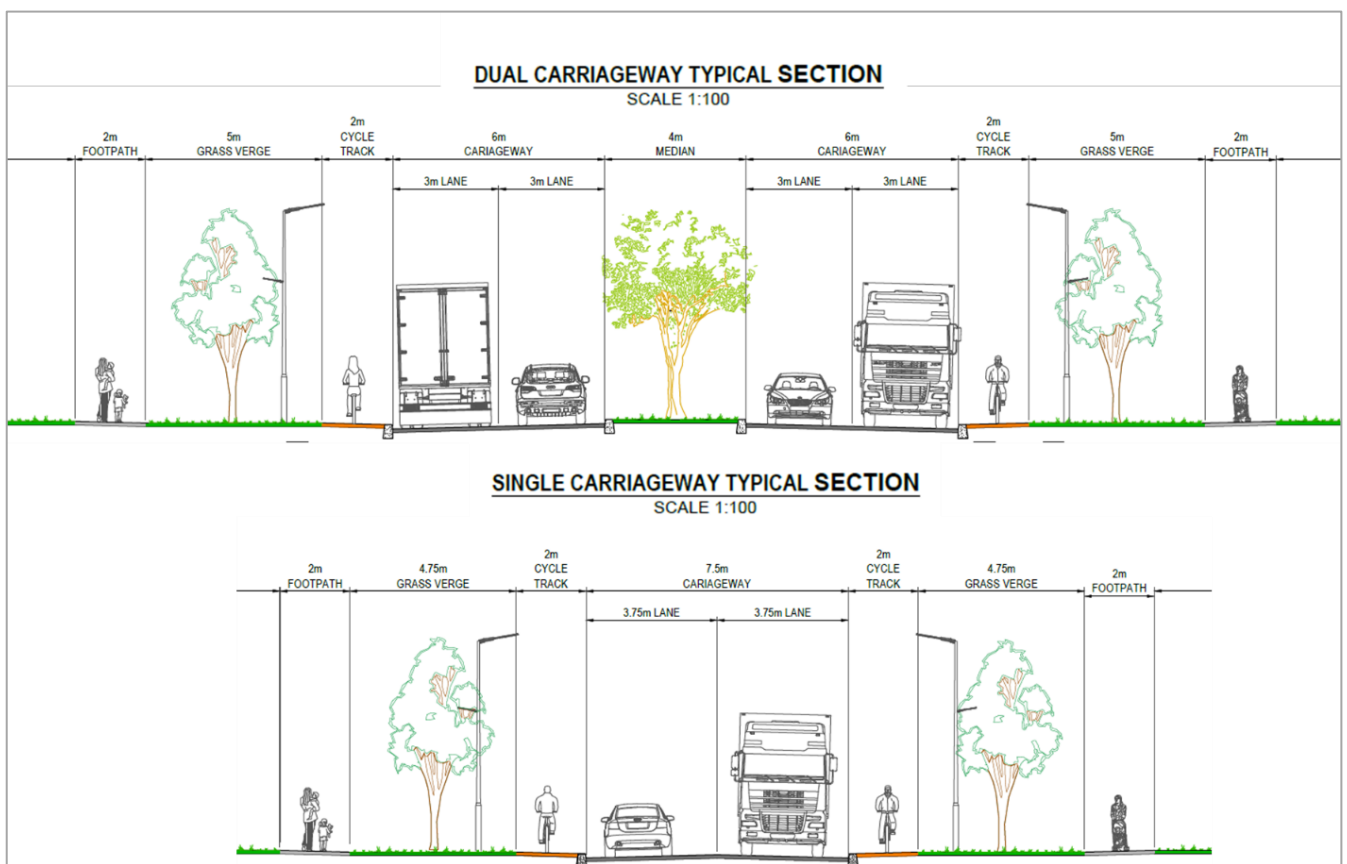 DUAL CARRIAGEWAY TYPICAL SECTION
SCALE 1:100
2m
FOOTPATH
5m
GRASS VERGE
2m
CYCLE
TRACK
6m
CARIAGEWAY
4m
MEDIAN
6m
CARIAGEWAY
2m
CYCLE
TRACK
5m
GRASS VERGE
2m
FOOTPATH
3m LANE
3m LANE
3m LANE
3m LANE
SINGLE CARRIAGEWAY TYPICAL SECTION
SCALE 1:100
2m
FOOTPATH
4.75m
GRASS VERGE
2m
CYCLE
TRACK
7.5m
CARIAGEWAY
2m
CYCLE
TRACK
4.75m
GRASS VERGE
2m
FOOTPATH
3.75m LANE
3.75m LANE